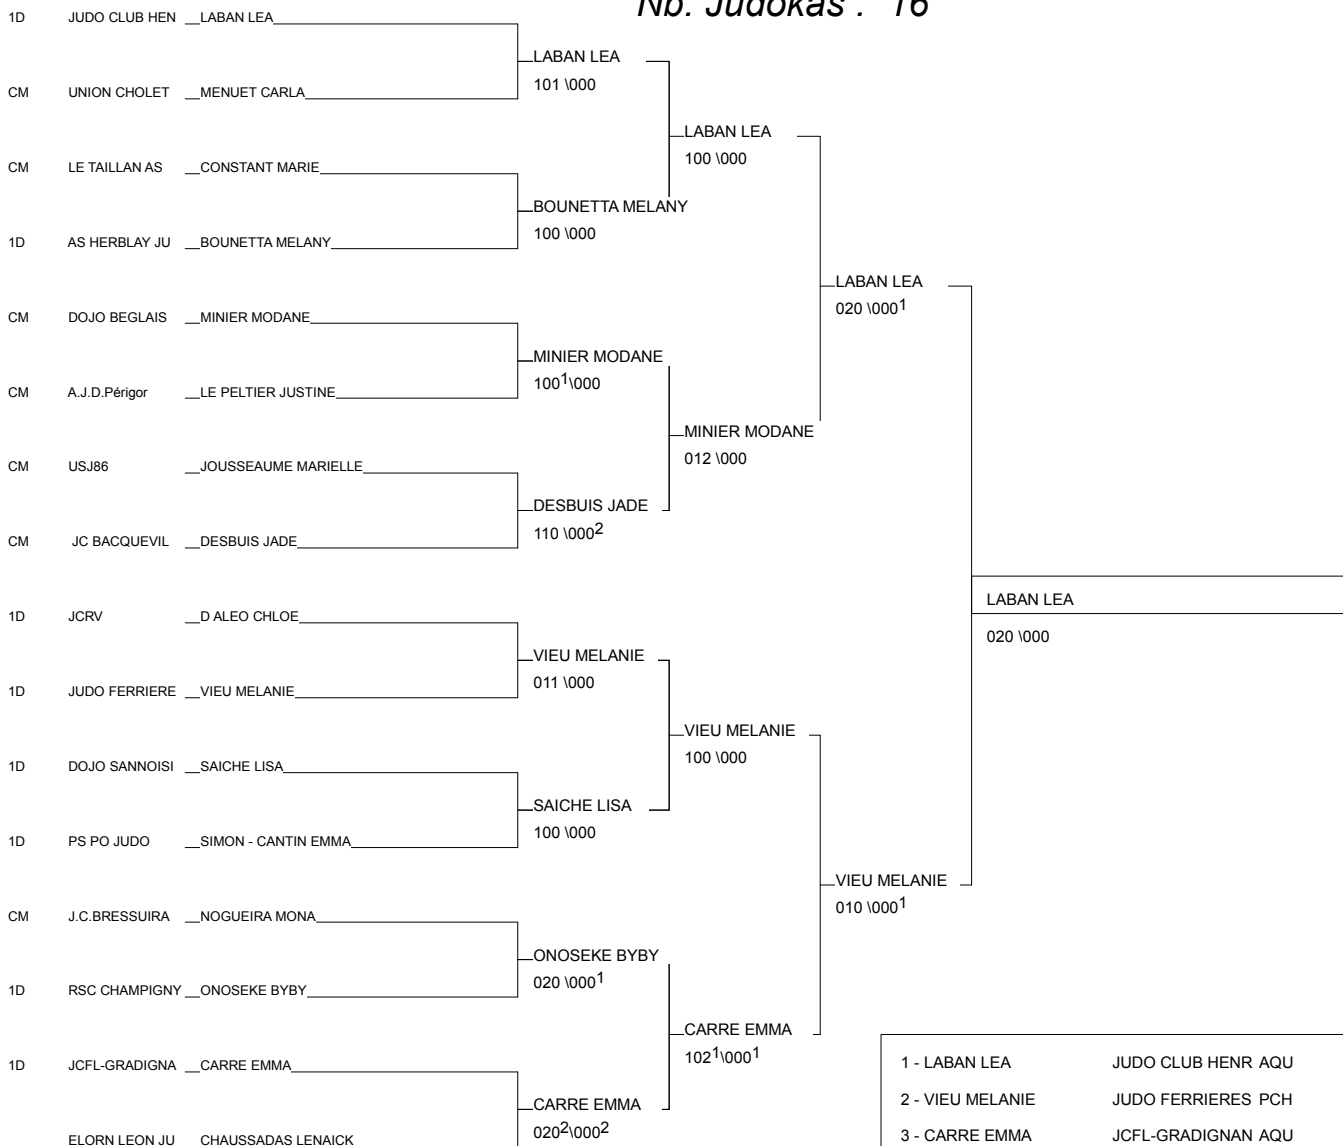 Nb. Judokas : 16
1D JUDO CLUB HEN LABAN LEA
LABAN LEA
101 \000
CM UNION CHOLET MENUET CARLA
LABAN LEA
100 \000
CM LE TAILLAN AS CONSTANT MARIE
BOUNETTA MELANY
100 \000
1D AS HERBLAY JU BOUNETTA MELANY
LABAN LEA
020 \000¹
CM DOJO BEGLAIS MINIER MODANE
MINIER MODANE
100¹\000
CM A.J.D.Périgor LE PELTIER JUSTINE
MINIER MODANE
012 \000
CM USJ86 JOUSSEAUME MARIELLE
DESBUIS JADE
110 \000²
CM JC BACQUEVIL DESBUIS JADE
LABAN LEA
020 \000
1D JCRV D ALEO CHLOE
VIEU MELANIE
011 \000
1D JUDO FERRIERE VIEU MELANIE
VIEU MELANIE
100 \000
1D DOJO SANNOISI SAICHE LISA
SAICHE LISA
100 \000
1D PS PO JUDO SIMON - CANTIN EMMA
VIEU MELANIE
010 \000¹
CM J.C.BRESSUIRA NOGUEIRA MONA
ONOSEKE BYBY
020 \000¹
1D RSC CHAMPIGNY ONOSEKE BYBY
CARRE EMMA
102¹\000¹
1D JCFL-GRADIGNA CARRE EMMA
CARRE EMMA
020²\000²
ELORN LEON JU CHAUSSADAS LENAICK
1 - LABAN LEA JUDO CLUB HENR AQU
2 - VIEU MELANIE JUDO FERRIERES PCH
3 - CARRE EMMA JCFL-GRADIGNAN AQU